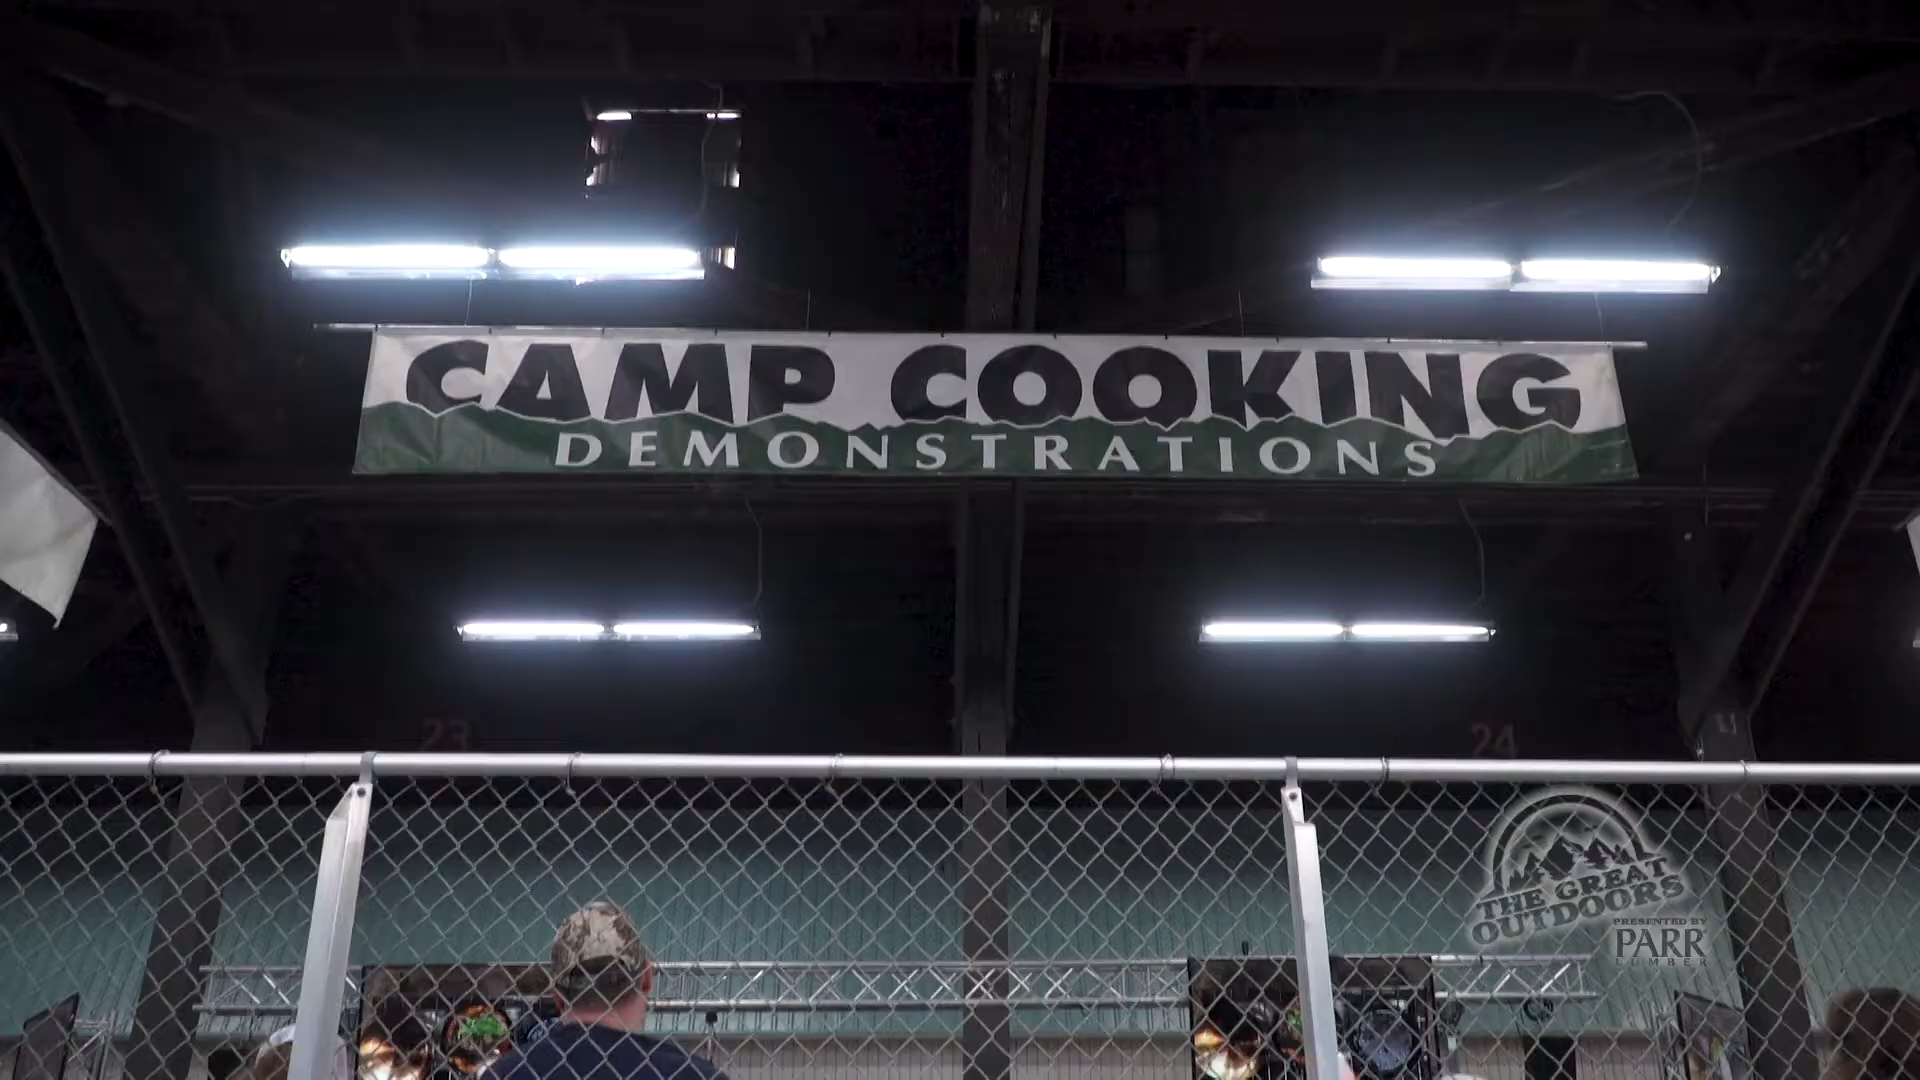 CAMP COOKING
DEMONSTRATIONS
23
24
THE GREAT
OUTDOORS
PRESENTED BY
PARR
LUMBER